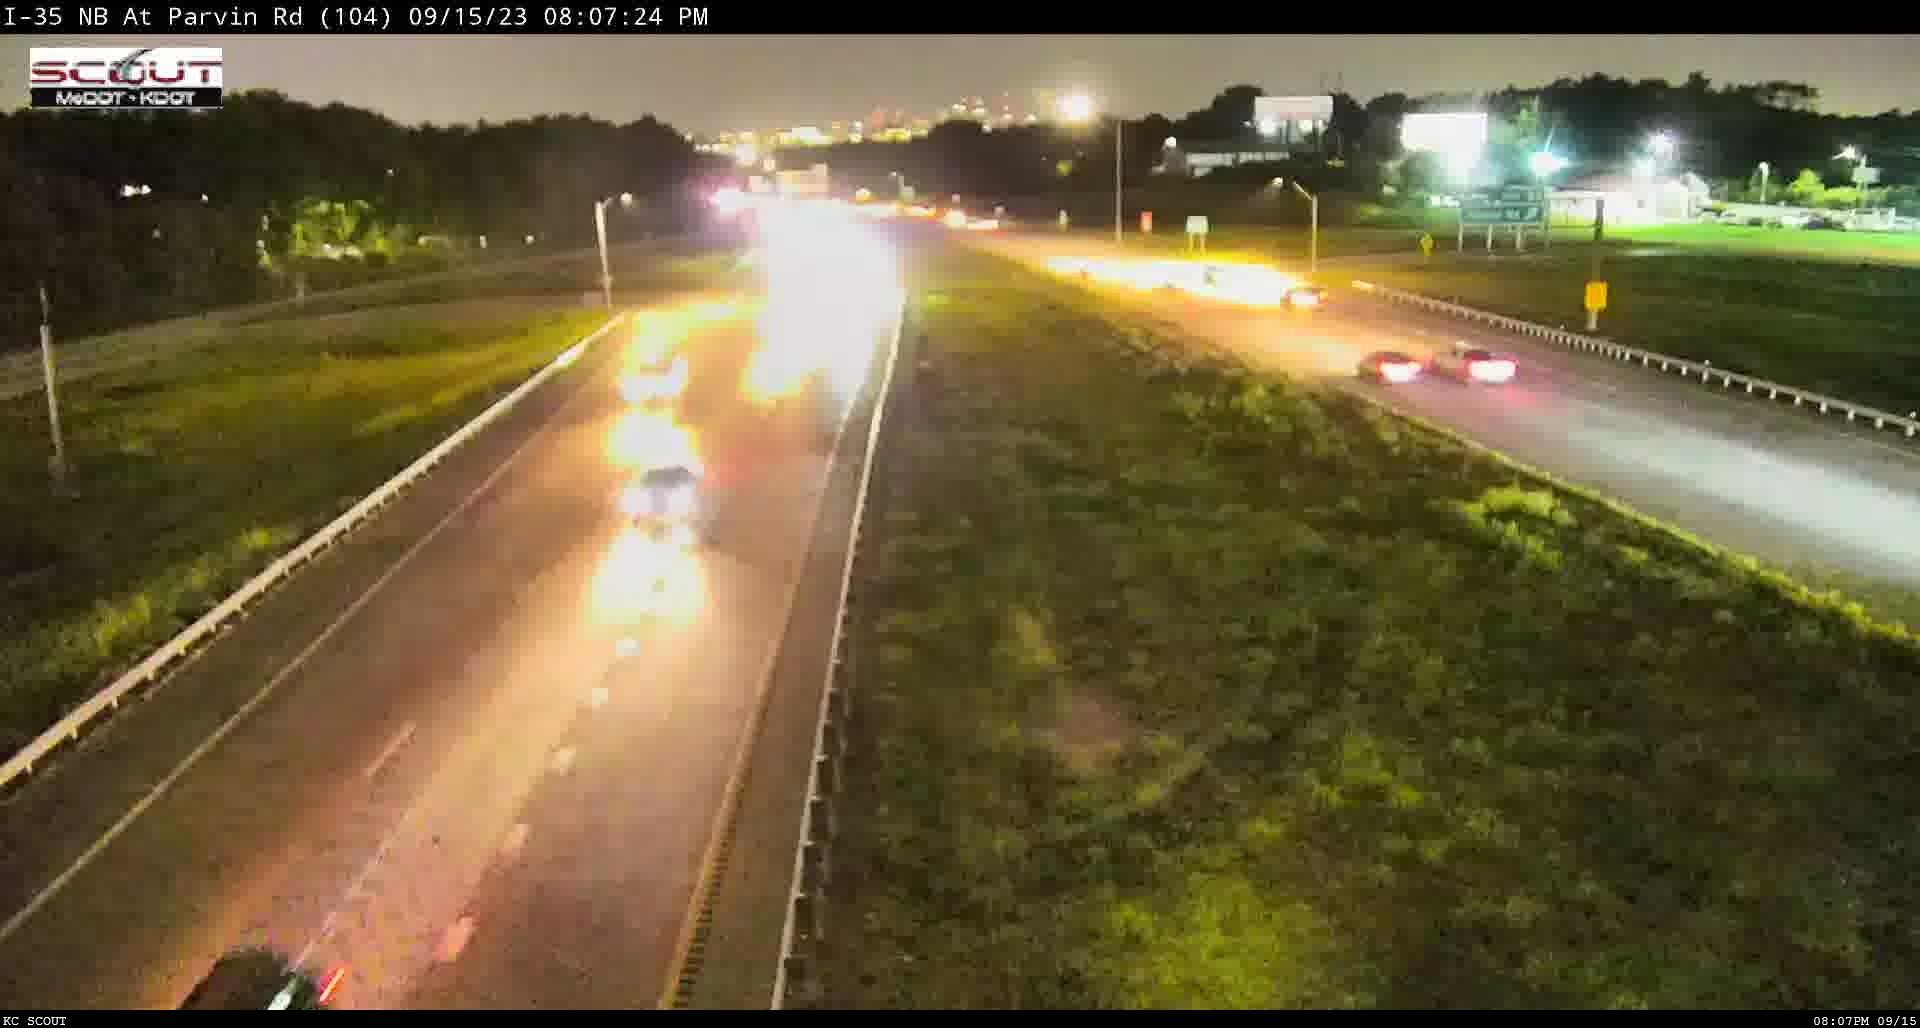 I-35 NB At Parvin Rd (104) 09/15/23 08:07:24 PM
SCOUT
MoDOT - KDOT
KC SCOUT
08:07PM 09/15